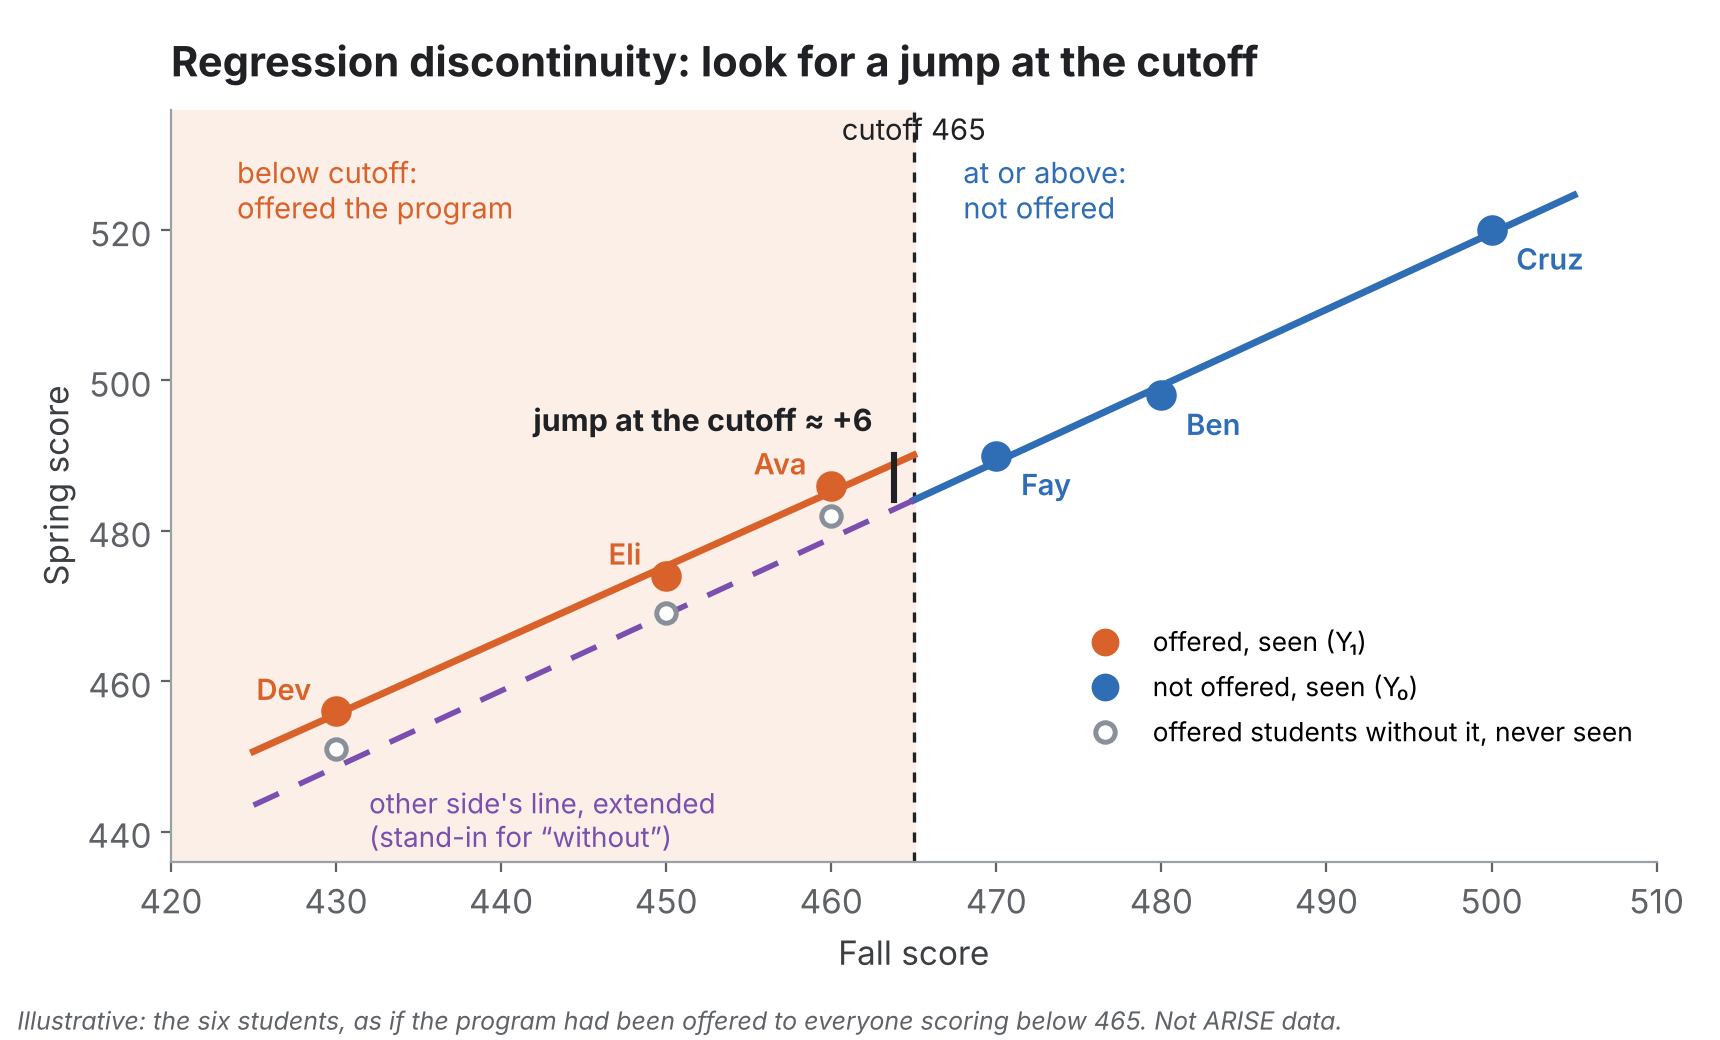 Regression discontinuity: look for a jump at the cutoff
cutoff 465
below cutoff:
offered the program
at or above:
not offered
520
500
480
460
440
Spring score
Cruz
Ben
jump at the cutoff ≈ +6
Ava
Fay
Eli
Dev
offered, seen (Y₁)
not offered, seen (Y₀)
offered students without it, never seen
other side's line, extended
(stand-in for “without”)
420 430 440 450 460 470 480 490 500 510
Fall score
Illustrative: the six students, as if the program had been offered to everyone scoring below 465. Not ARISE data.